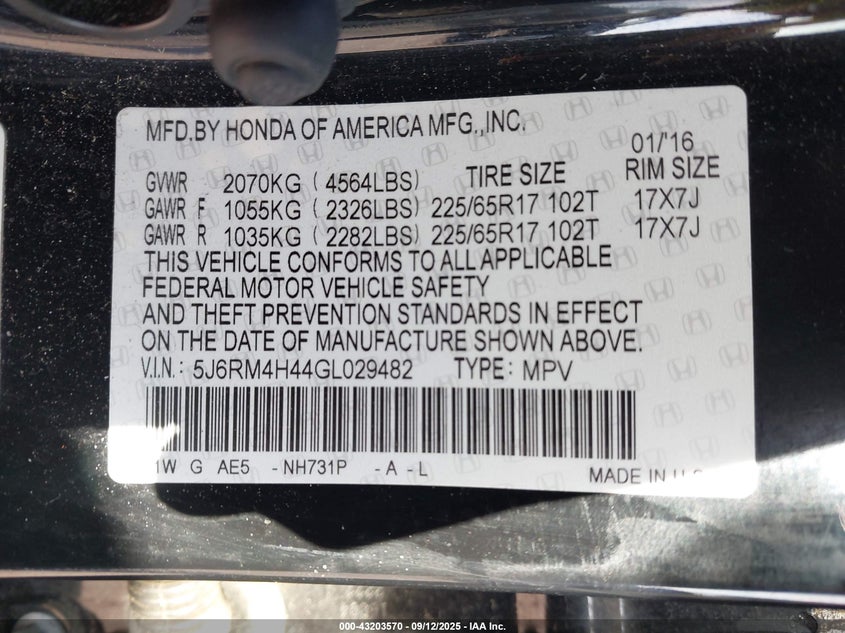 MFD.BY HONDA OF AMERICA MFG.,INC.
01/'16
GVWR 2070KG (4564LBS) TIRE SIZE RIM SIZE
GAWR F 1055KG (2326LBS) 225/65R17 102T 17X7J
GAWR R 1035KG (2282LBS) 225/65R17 102T 17X7J
THIS VEHICLE CONFORMS TO ALL APPLICABLE
FEDERAL MOTOR VEHICLE SAFETY
AND THEFT PREVENTION STANDARDS IN EFFECT
ON THE DATE OF MANUFACTURE SHOWN ABOVE.
V.I.N.: 5J6RM4H44GL029482 TYPE: MPV
1W G AE5 -NH731P -A-L
MADE IN
000-43203570 - 09/12/2025 - IAA Inc.